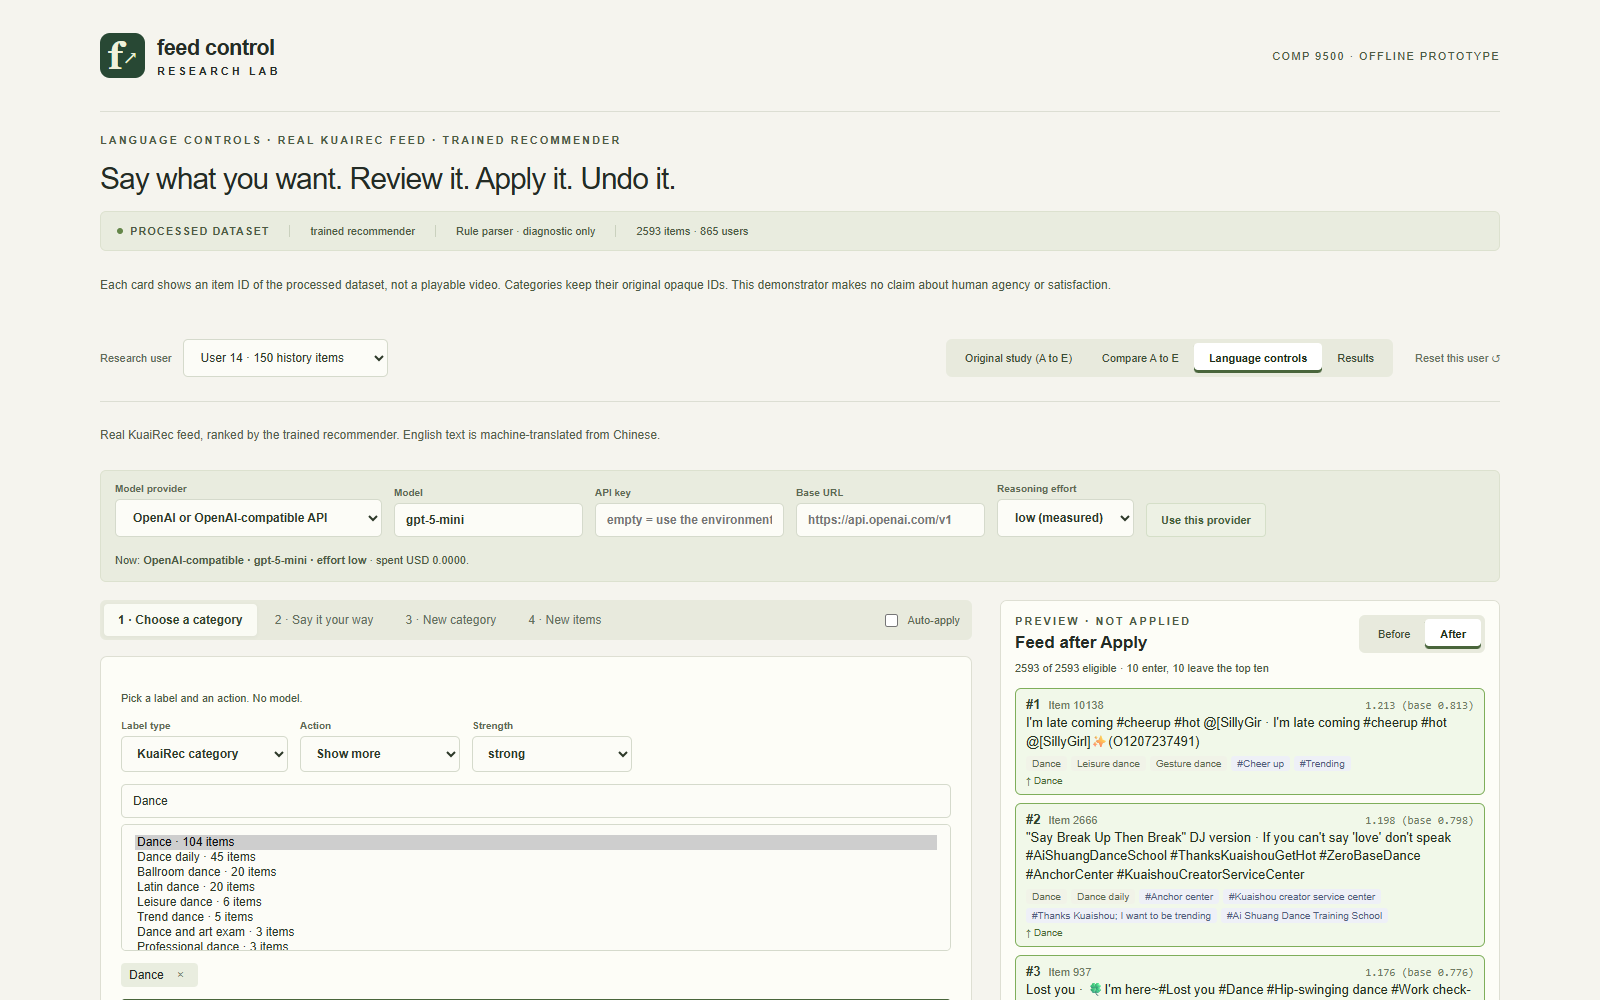 f↗
feed control
RESEARCH LAB
COMP 9500 · OFFLINE PROTOTYPE
LANGUAGE CONTROLS · REAL KUAIREC FEED · TRAINED RECOMMENDER
Say what you want. Review it. Apply it. Undo it.
PROCESSED DATASET
trained recommender
Rule parser · diagnostic only
2593 items · 865 users
Each card shows an item ID of the processed dataset, not a playable video. Categories keep their original opaque IDs. This demonstrator makes no claim about human agency or satisfaction.
Research user
User 14 · 150 history items
Original study (A to E)
Compare A to E
Language controls
Results
Reset this user ↺
Real KuaiRec feed, ranked by the trained recommender. English text is machine-translated from Chinese.
Model provider
OpenAI or OpenAI-compatible API
Model
gpt-5-mini
API key
empty = use the environment
Base URL
https://api.openai.com/v1
Reasoning effort
low (measured)
Use this provider
Now: OpenAI-compatible · gpt-5-mini · effort low · spent USD 0.0000.
1 · Choose a category
2 · Say it your way
3 · New category
4 · New items
Auto-apply
Pick a label and an action. No model.
Label type
KuaiRec category
Action
Show more
Strength
strong
Dance
Dance · 104 items
Dance daily · 45 items
Ballroom dance · 20 items
Latin dance · 20 items
Leisure dance · 6 items
Trend dance · 5 items
Dance and art exam · 3 items
Professional dance · 3 items
Dance ×
PREVIEW · NOT APPLIED
Feed after Apply
Before
After
2593 of 2593 eligible · 10 enter, 10 leave the top ten
#1 Item 10138
1.213 (base 0.813)
I'm late coming #cheerup #hot @[SillyGir · I'm late coming #cheerup #hot
@[SillyGirl]✨(O1207237491)
Dance Leisure dance Gesture dance #Cheer up #Trending
↑ Dance
#2 Item 2666
1.198 (base 0.798)
"Say Break Up Then Break" DJ version · If you can't say 'love' don't speak
#AiShuangDanceSchool #ThanksKuaishouGetHot #ZeroBaseDance
#AnchorCenter #KuaishouCreatorServiceCenter
Dance Dance daily #Anchor center #Kuaishou creator service center
#Thanks Kuaishou; I want to be trending #Ai Shuang Dance Training School
↑ Dance
#3 Item 937
1.176 (base 0.776)
Lost you · 🍀I'm here~#Lost you #Dance #Hip-swinging dance #Work check-